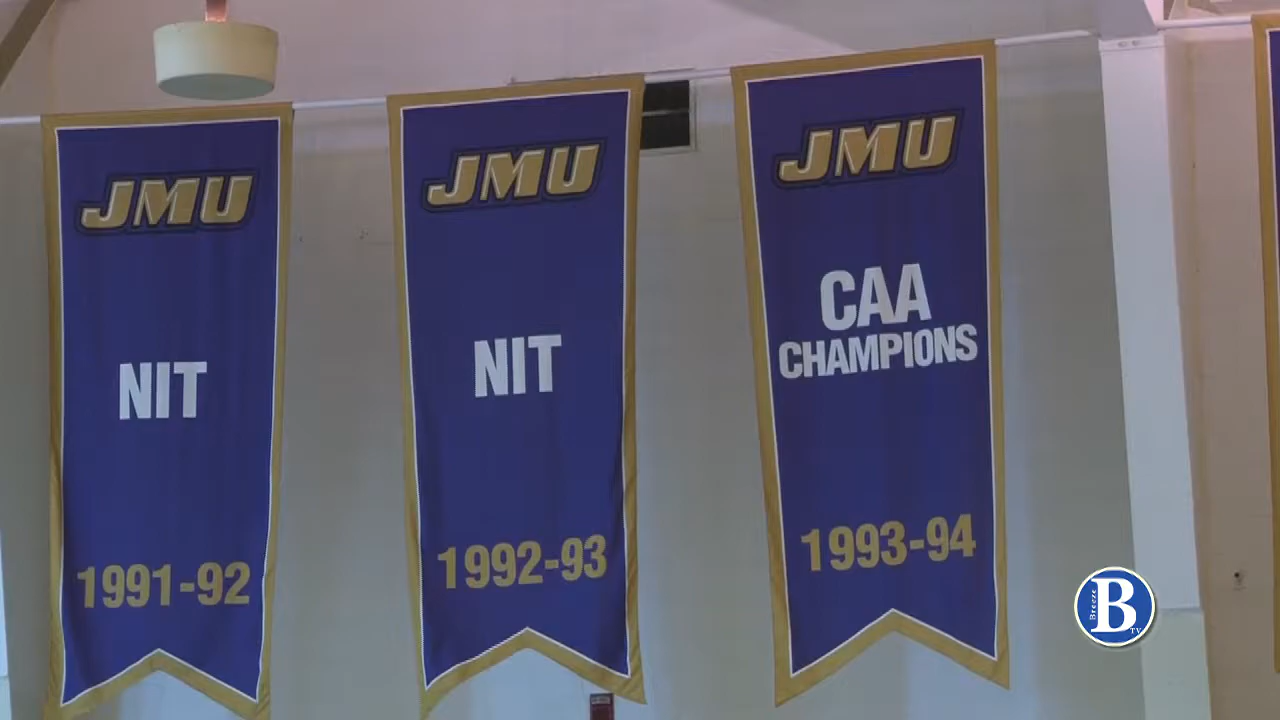 JMU
NIT
1991-92
JMU
NIT
1992-93
JMU
CAA
CHAMPIONS
1993-94
Breeze
B
TV